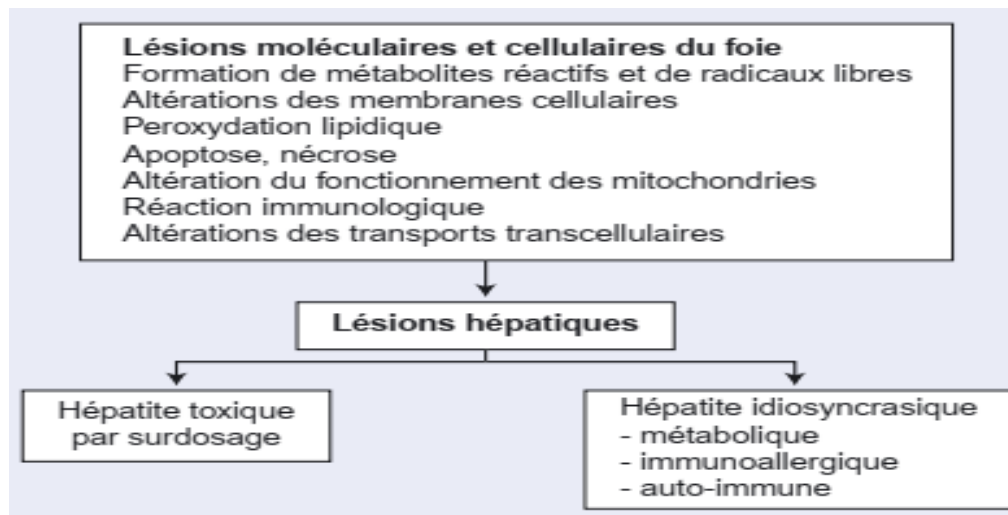 Lésions moléculaires et cellulaires du foie
Formation de métabolites réactifs et de radicaux libres
Altérations des membranes cellulaires
Peroxydation lipidique
Apoptose, nécrose
Altération du fonctionnement des mitochondries
Réaction immunologique
Altérations des transports transcellulaires
Lésions hépatiques
Hépatite toxique
par surdosage
Hépatite idiosyncrasique
- métabolique
- immunoallergique
- auto-immune